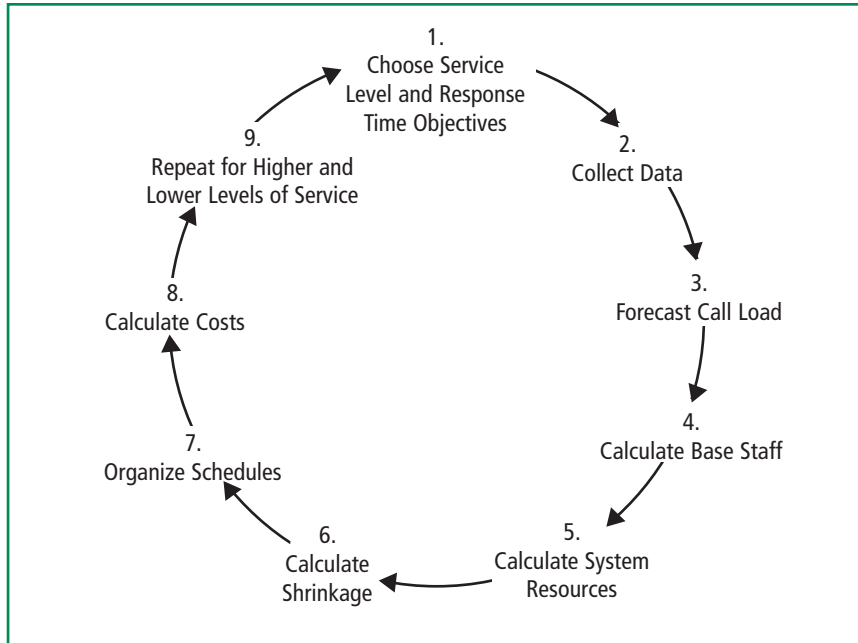 1.
Choose Service
Level and Response
Time Objectives
2.
Collect Data
3.
Forecast Call Load
4.
Calculate Base Staff
5.
Calculate System
Resources
6.
Calculate
Shrinkage
7.
Organize Schedules
8.
Calculate Costs
9.
Repeat for Higher and
Lower Levels of Service